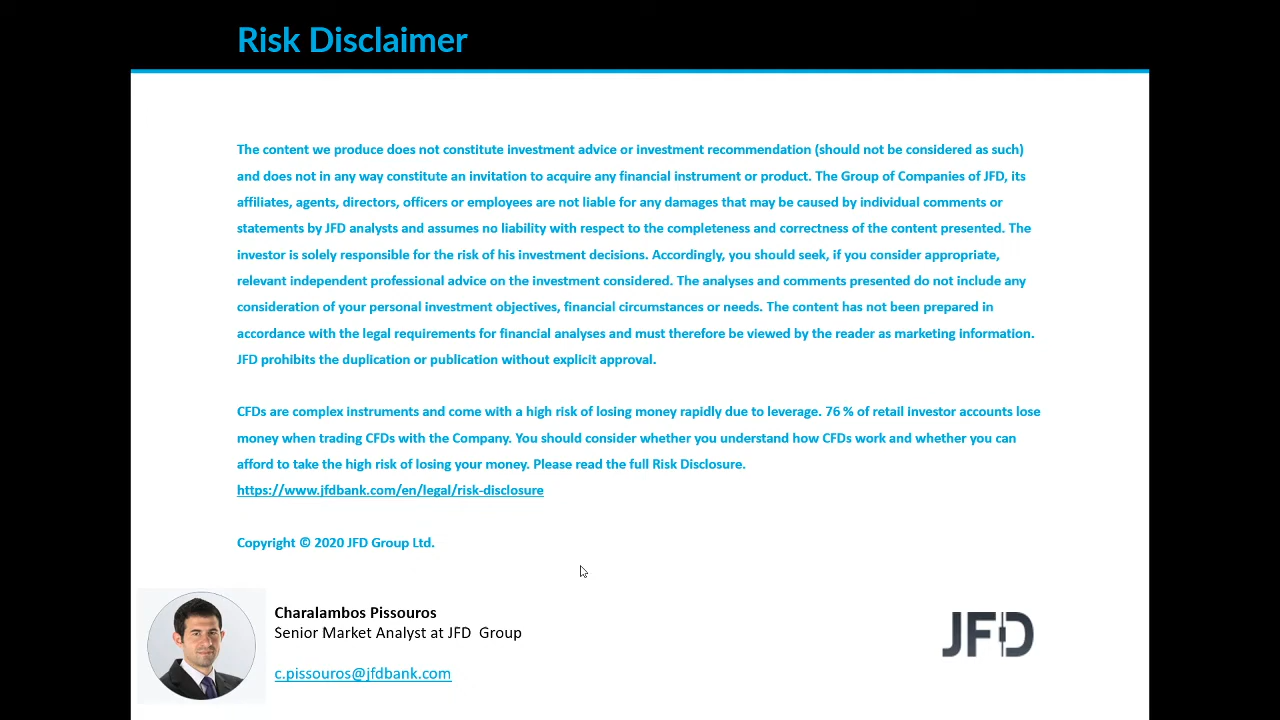 Risk Disclaimer
The content we produce does not constitute investment advice or investment recommendation (should not be considered as such)
and does not in any way constitute an invitation to acquire any financial instrument or product. The Group of Companies of JFD, its
affiliates, agents, directors, officers or employees are not liable for any damages that may be caused by individual comments or
statements by JFD analysts and assumes no liability with respect to the completeness and correctness of the content presented. The
investor is solely responsible for the risk of his investment decisions. Accordingly, you should seek, if you consider appropriate,
relevant independent professional advice on the investment considered. The analyses and comments presented do not include any
consideration of your personal investment objectives, financial circumstances or needs. The content has not been prepared in
accordance with the legal requirements for financial analyses and must therefore be viewed by the reader as marketing information.
JFD prohibits the duplication or publication without explicit approval.
CFDs are complex instruments and come with a high risk of losing money rapidly due to leverage. 76 % of retail investor accounts lose
money when trading CFDs with the Company. You should consider whether you understand how CFDs work and whether you can
afford to take the high risk of losing your money. Please read the full Risk Disclosure.
https://www.jfdbank.com/en/legal/risk-disclosure
Copyright © 2020 JFD Group Ltd.
Charalambos Pissouros
Senior Market Analyst at JFD Group
c.pissouros@jfdbank.com
JFD